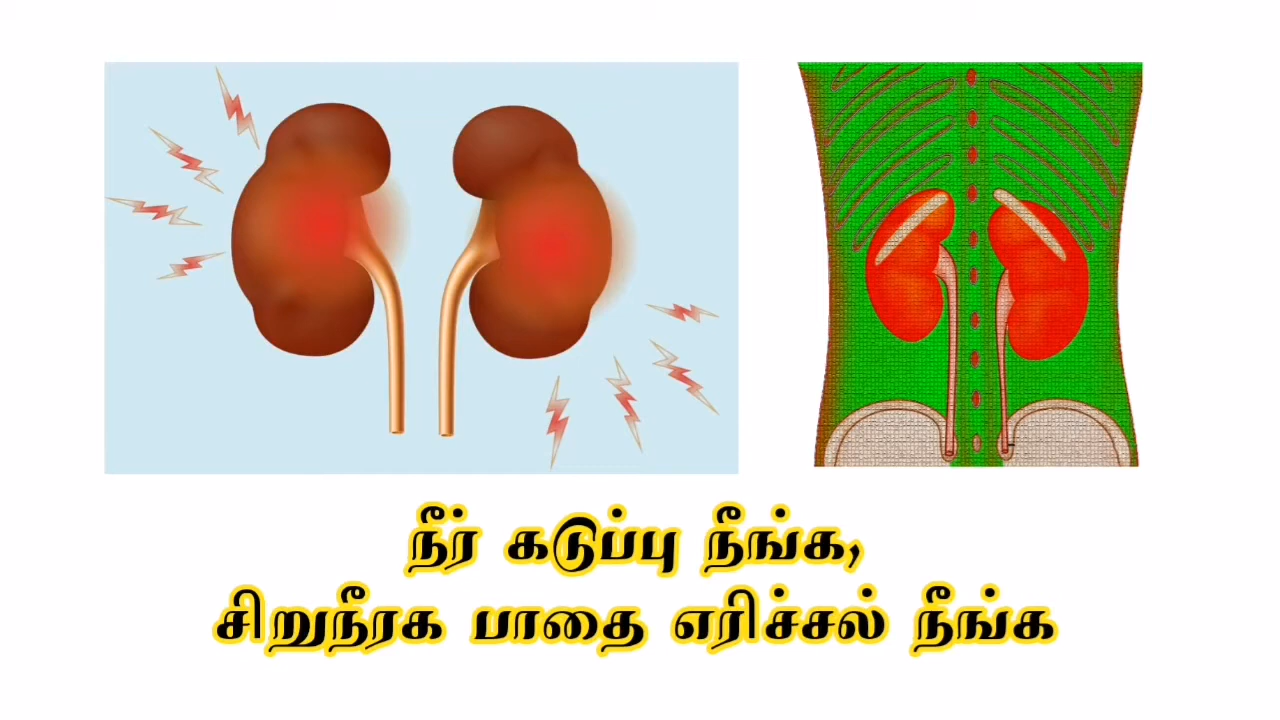 நீர் கடுப்பு நீங்க,
சிறுநீரக பாதை எரிச்சல் நீங்க